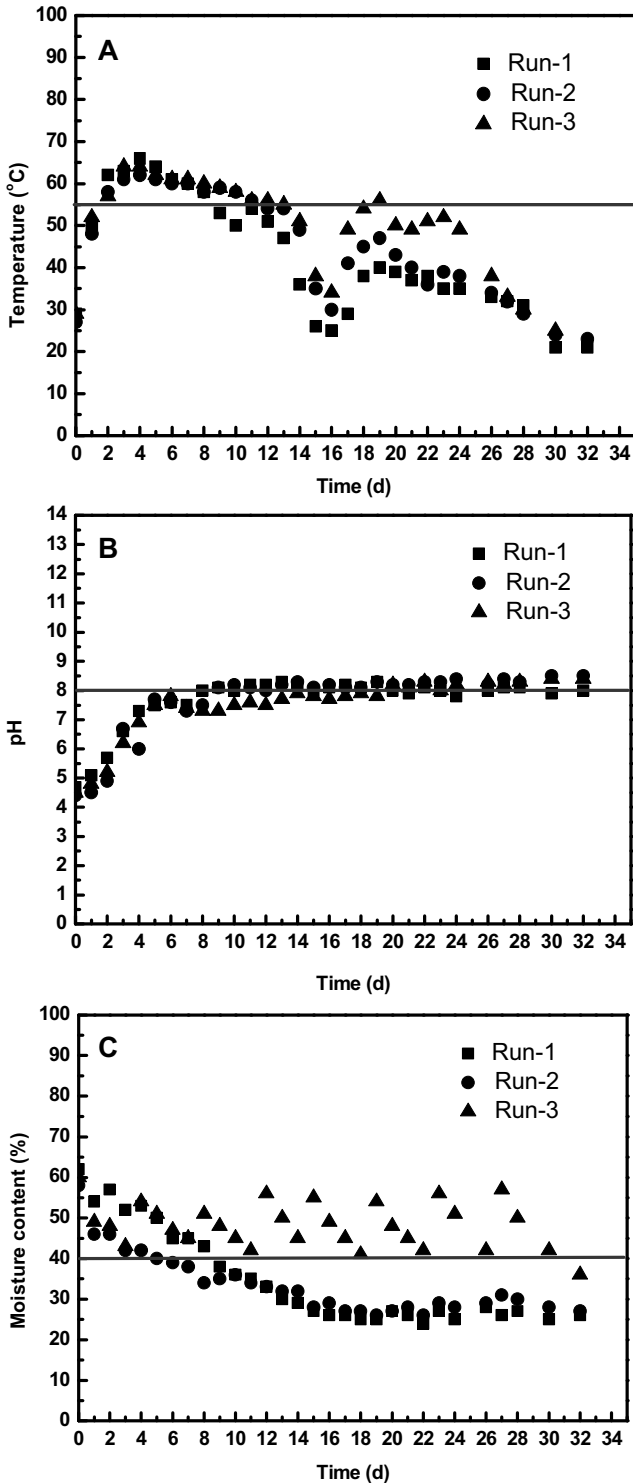 A
Run-1
Run-2
Run-3
Temperature (°C)
100
90
80
70
60
50
40
30
20
10
0
0 2 4 6 8 10 12 14 16 18 20 22 24 26 28 30 32 34
Time (d)
B
Run-1
Run-2
Run-3
pH
14
13
12
11
10
9
8
7
6
5
4
3
2
1
0
0 2 4 6 8 10 12 14 16 18 20 22 24 26 28 30 32 34
Time (d)
C
Run-1
Run-2
Run-3
Moisture content (%)
100
90
80
70
60
50
40
30
20
10
0
0 2 4 6 8 10 12 14 16 18 20 22 24 26 28 30 32 34
Time (d)